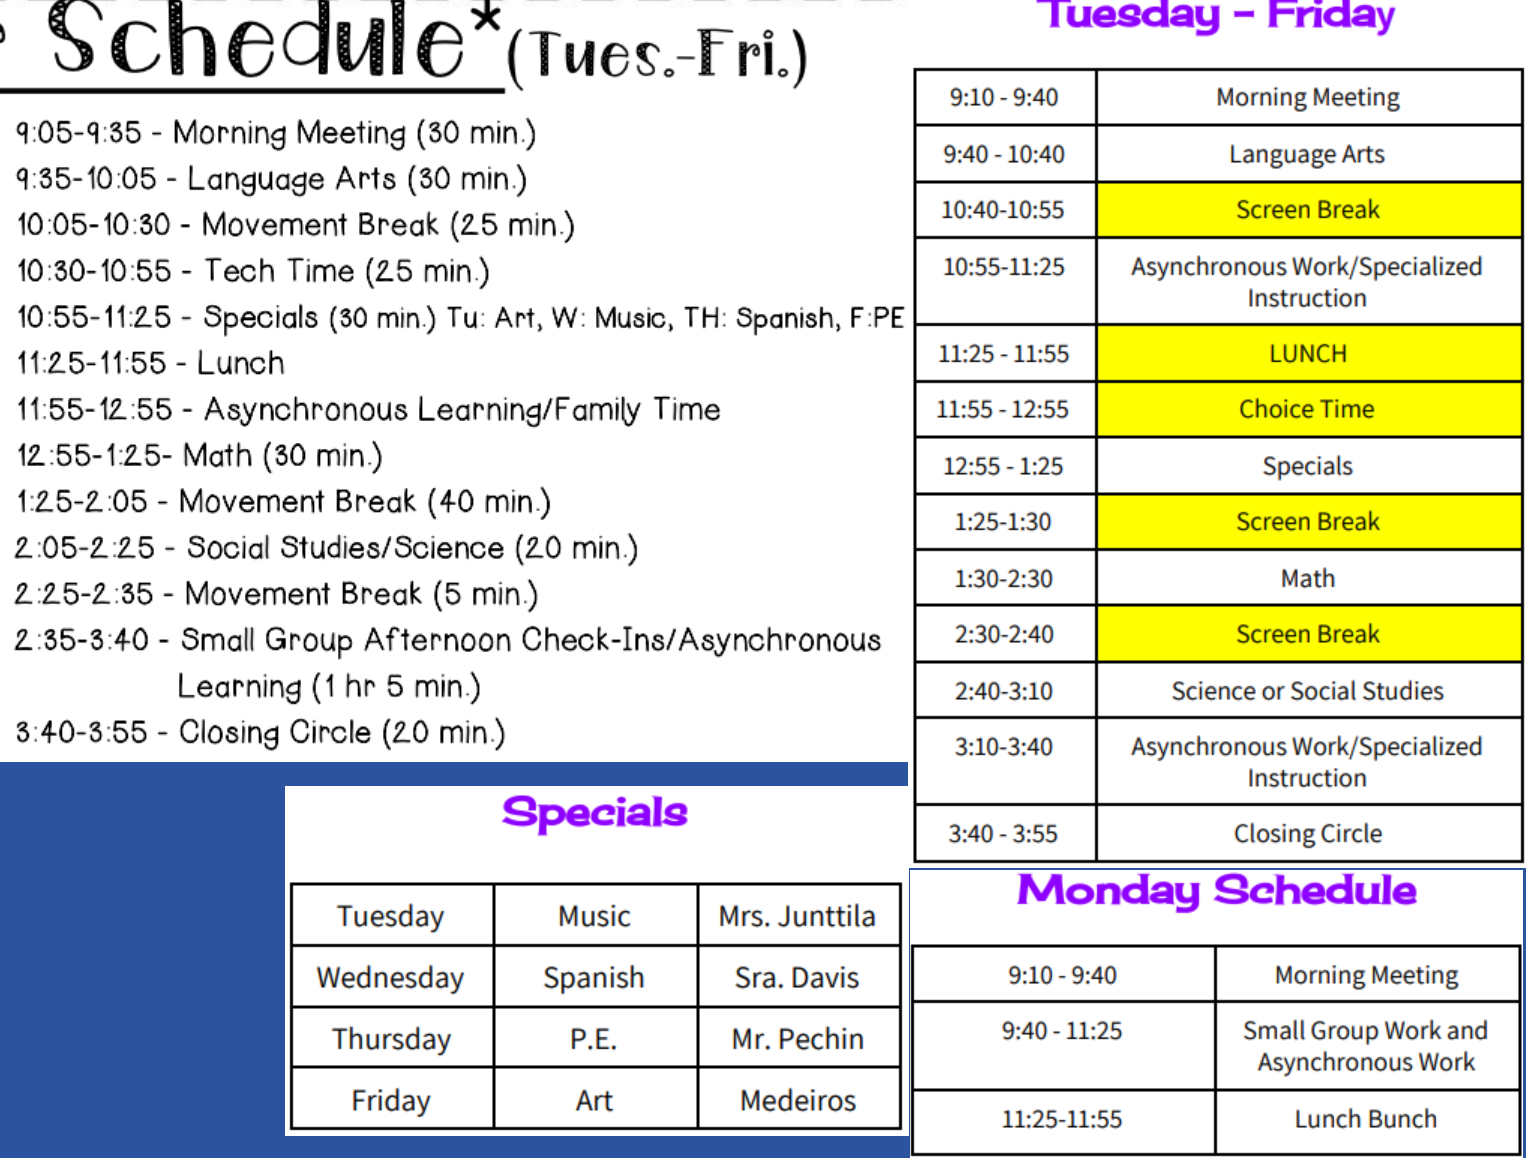 Schedule* (Tues.-Fri.)
9:05-9:35 - Morning Meeting (30 min.)
9:35-10:05 - Language Arts (30 min.)
10:05-10:30 - Movement Break (25 min.)
10:30-10:55 - Tech Time (25 min.)
10:55-11:25 - Specials (30 min.) Tu: Art, W: Music, TH: Spanish, F:PE
11:25-11:55 - Lunch
11:55-12:55 - Asynchronous Learning/Family Time
12:55-1:25- Math (30 min.)
1:25-2:05 - Movement Break (40 min.)
2:05-2:25 - Social Studies/Science (20 min.)
2:25-2:35 - Movement Break (5 min.)
2:35-3:40 - Small Group Afternoon Check-Ins/Asynchronous
Learning (1 hr 5 min.)
3:40-3:55 - Closing Circle (20 min.)
Tuesday - Friday
9:10 - 9:40 Morning Meeting
9:40 - 10:40 Language Arts
10:40-10:55 Screen Break
10:55-11:25 Asynchronous Work/Specialized
Instruction
11:25 - 11:55 LUNCH
11:55 - 12:55 Choice Time
12:55 - 1:25 Specials
1:25-1:30 Screen Break
1:30-2:30 Math
2:30-2:40 Screen Break
2:40-3:10 Science or Social Studies
3:10-3:40 Asynchronous Work/Specialized
Instruction
3:40 - 3:55 Closing Circle
Specials
Tuesday Music Mrs. Junttila
Wednesday Spanish Sra. Davis
Thursday P.E. Mr. Pechin
Friday Art Medeiros
Monday Schedule
9:10 - 9:40 Morning Meeting
9:40 - 11:25 Small Group Work and
Asynchronous Work
11:25-11:55 Lunch Bunch